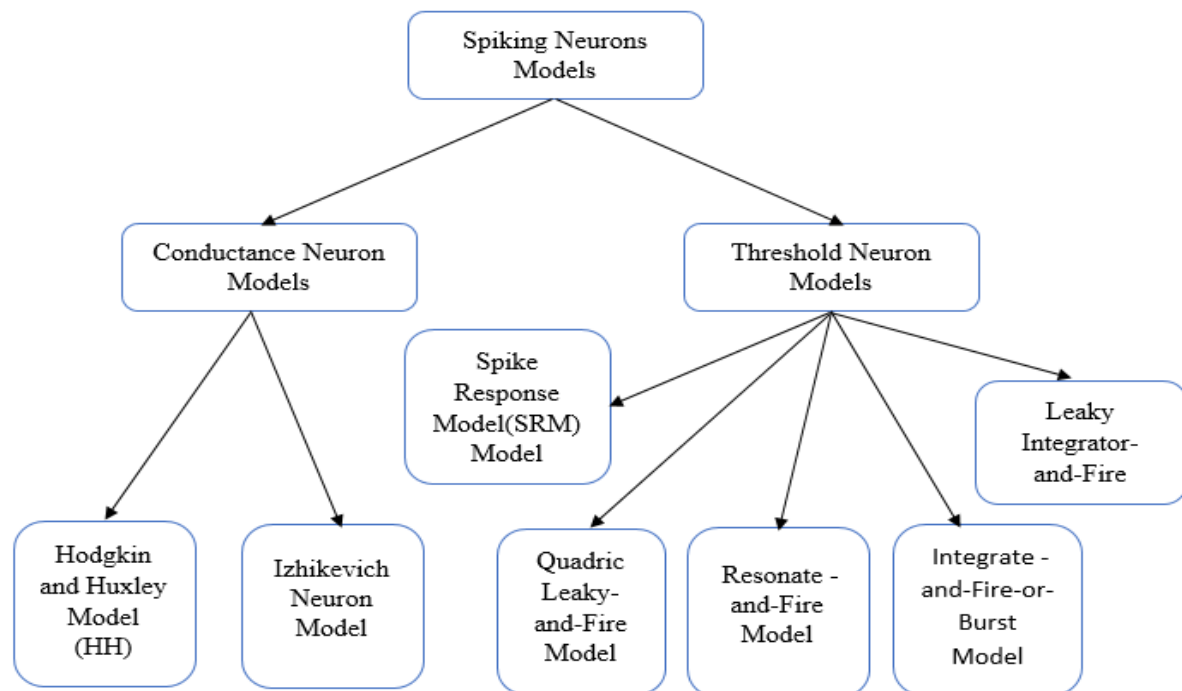 Spiking Neurons
Models
Conductance Neuron
Models
Threshold Neuron
Models
Spike
Response
Model(SRM)
Model
Leaky
Integrator-
and-Fire
Hodgkin
and Huxley
Model
(HH)
Izhikevich
Neuron
Model
Quadric
Leaky-
and-Fire
Model
Resonate -
and-Fire
Model
Integrate -
and-Fire-or-
Burst
Model